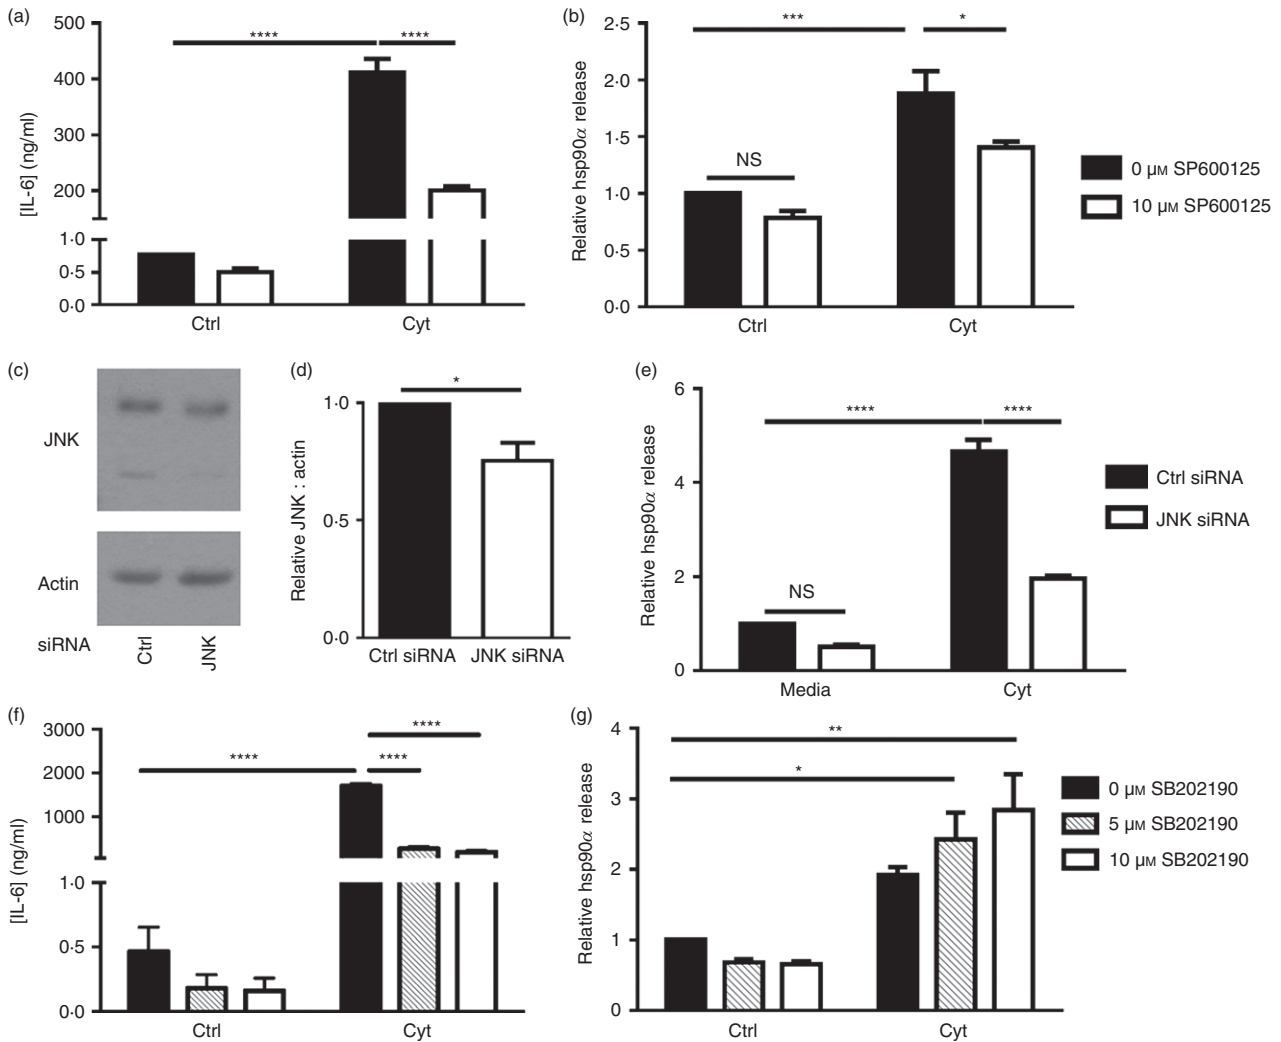 (a)
500
400
300
200
1·0
0·5
0·0
[IL-6] (ng/ml)
****
****
Ctrl
Cyt
(b)
2·5
2·0
1·5
1·0
0·5
0·0
Relative hsp90α release
***
*
NS
Ctrl
Cyt
0 µM SP600125
10 µM SP600125
(c)
JNK
Actin
siRNA
Ctrl
JNK
(d)
1·0
0·5
0·0
Relative JNK : actin
*
Ctrl siRNA
JNK siRNA
(e)
6
4
2
0
Relative hsp90α release
****
****
NS
Media
Cyt
Ctrl siRNA
JNK siRNA
(f)
3000
2000
1000
1·0
0·5
0·0
[IL-6] (ng/ml)
****
****
****
Ctrl
Cyt
(g)
4
3
2
1
0
Relative hsp90α release
**
*
Ctrl
Cyt
0 µM SB202190
5 µM SB202190
10 µM SB202190